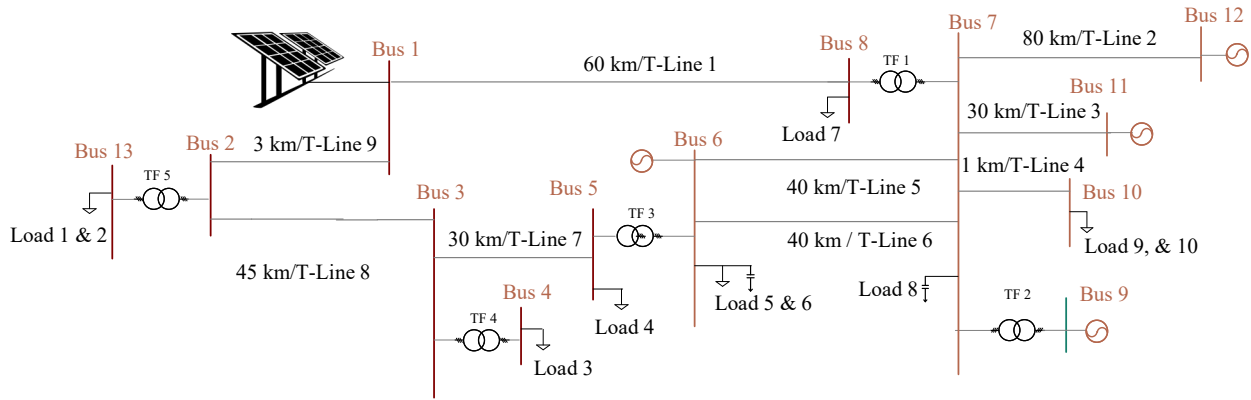 Bus 12
Bus 7
80 km/T-Line 2
Bus 1
Bus 8
60 km/T-Line 1
TF 1
Bus 11
30 km/T-Line 3
Load 7
Bus 2
3 km/T-Line 9
Bus 6
Bus 13
TF 5
1 km/T-Line 4
Bus 3
Bus 5
40 km/T-Line 5
Bus 10
TF 3
Load 1 & 2
30 km/T-Line 7
40 km / T-Line 6
Load 9, & 10
45 km/T-Line 8
Load 8
Bus 4
Load 5 & 6
TF 2
Bus 9
TF 4
Load 4
Load 3